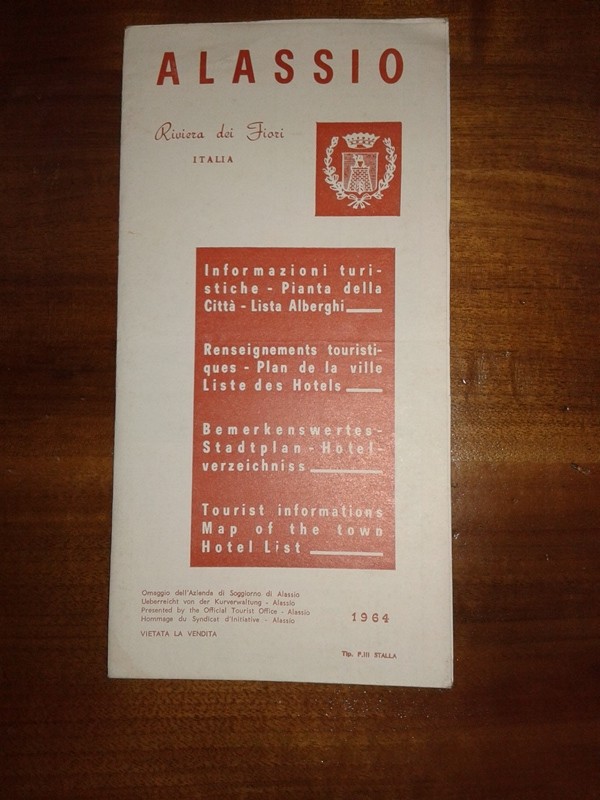 ALASSIO
Riviera dei Fiori
ITALIA
Informazioni turi-
stiche - Pianta della
Città - Lista Alberghi
Renseignements touristi-
ques - Plan de la ville
Liste des Hotels
Bemerkenswertes-
Stadtplan - Hotel-
verzeichniss
Tourist informations
Map of the town
Hotel List
Omaggio dell'Azienda di Soggiorno di Alassio
Ueberreicht von der Kurverwaltung - Alassio
Presented by the Official Tourist Office - Alassio
Hommage du Syndicat d'Initiative - Alassio
VIETATA LA VENDITA
1964
Tip. F.lli STALLA